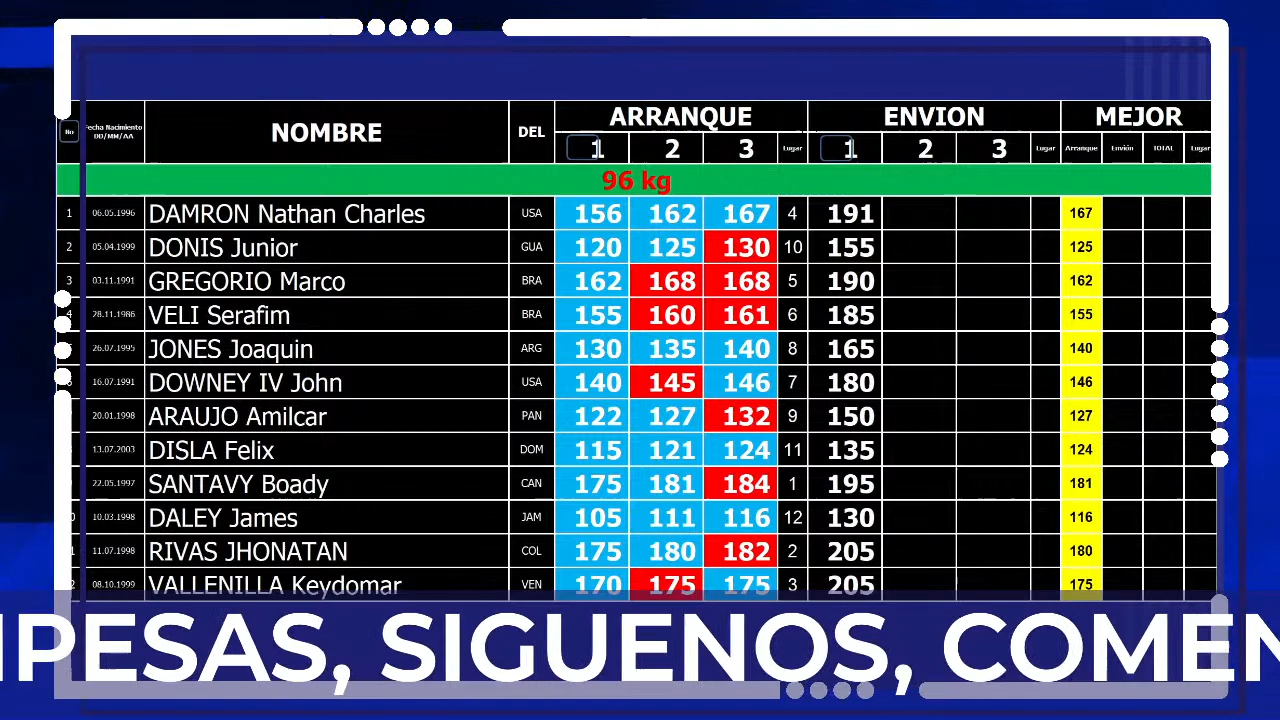 No Fecha Nacimiento DD/MM/AA NOMBRE DEL ARRANQUE ENVION MEJOR
1 2 3 Lugar 1 2 3 Lugar Arranque Envión TOTAL Lugar
96 kg
1 06.05.1996 DAMRON Nathan Charles USA 156 162 167 4 191 167
2 05.04.1999 DONIS Junior GUA 120 125 130 10 155 125
3 03.11.1991 GREGORIO Marco BRA 162 168 168 5 190 162
4 28.11.1986 VELI Serafim BRA 155 160 161 6 185 155
26.07.1995 JONES Joaquin ARG 130 135 140 8 165 140
16.07.1991 DOWNEY IV John USA 140 145 146 7 180 146
20.01.1998 ARAUJO Amilcar PAN 122 127 132 9 150 127
13.07.2003 DISLA Felix DOM 115 121 124 11 135 124
22.05.1997 SANTAVY Boady CAN 175 181 184 1 195 181
10.03.1998 DALEY James JAM 105 111 116 12 130 116
11.07.1998 RIVAS JHONATAN COL 175 180 182 2 205 180
08.10.1999 VALLENILLA Keydomar VEN 170 175 175 3 205 175
IPESAS, SIGUENOS, COMEN